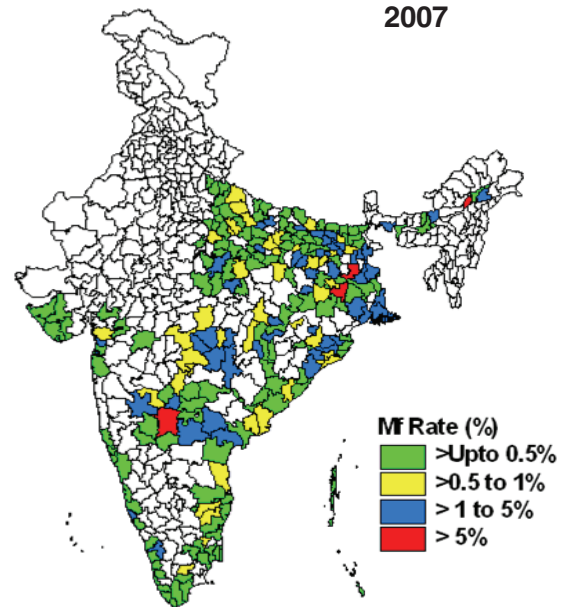 2007
Mf Rate (%)
>Upto 0.5%
>0.5 to 1%
> 1 to 5%
> 5%